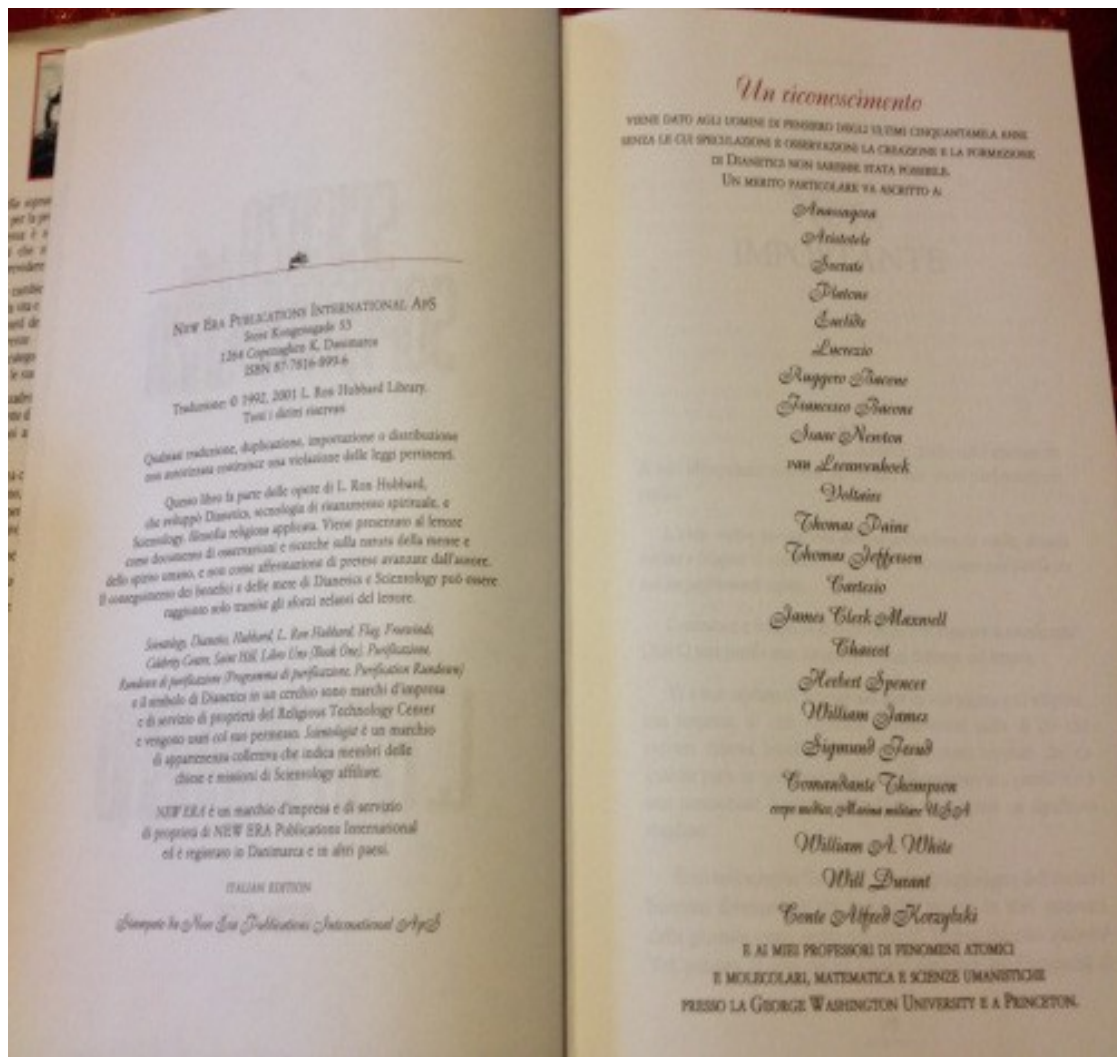 NEW ERA PUBLICATIONS INTERNATIONAL APS
Store Kongensgade 53
1264 Copenaghen K, Danimarca
ISBN 87-7816-899-6
Traduzione: © 1992, 2001 L. Ron Hubbard Library.
Tutti i diritti riservati
Qualsiasi traduzione, duplicazione, importazione o distribuzione
non autorizzata costituisce una violazione delle leggi pertinenti.
Questo libro fa parte delle opere di L. Ron Hubbard,
che sviluppò Dianetics, tecnologia di risanamento spirituale, e
Scientology, filosofia religiosa applicata. Viene presentato al lettore
come documento di osservazioni e ricerche sulla natura della mente e
dello spirito umano, e non come affermazione di pretese avanzate dall'autore.
Il conseguimento dei benefici e delle mete di Dianetics e Scientology può essere
raggiunto solo tramite gli sforzi zelanti del lettore.
Scientology, Dianetics, Hubbard, L. Ron Hubbard, Flag, Freewinds,
Celebrity Centre, Saint Hill, Libro Uno (Book One), Purificazione,
Rundown di purificazione (Programma di purificazione, Purification Rundown)
e il simbolo di Dianetics in un cerchio sono marchi d'impresa
e di servizio di proprietà del Religious Technology Center
e vengono usati col suo permesso. Scientologist è un marchio
di appartenenza collettiva che indica membri delle
chiese e missioni di Scientology affiliate.
NEW ERA è un marchio d'impresa e di servizio
di proprietà di NEW ERA Publications International
ed è registrato in Danimarca e in altri paesi.
ITALIAN EDITION
Stampato da New Era Publications International ApS
Un riconoscimento
VIENE DATO AGLI UOMINI DI PENSIERO DEGLI ULTIMI CINQUANTAMILA ANNI
SENZA LE CUI SPECULAZIONI E OSSERVAZIONI LA CREAZIONE E LA FORMAZIONE
DI DIANETICS NON SAREBBE STATA POSSIBILE.
UN MERITO PARTICOLARE VA ASCRITTO A:
Anassagora
Aristotele
Socrate
Platone
Euclide
Lucrezio
Ruggero Bacone
Francesco Bacone
Isaac Newton
van Leeuwenhoek
Voltaire
Thomas Paine
Thomas Jefferson
Cartesio
James Clerk Maxwell
Charcot
Herbert Spencer
William James
Sigmund Freud
Comandante Thompson
corpo medico, Marina militare USA
William A. White
Will Durant
Conte Alfred Korzybski
E AI MIEI PROFESSORI DI FENOMENI ATOMICI
E MOLECOLARI, MATEMATICA E SCIENZE UMANISTICHE
PRESSO LA GEORGE WASHINGTON UNIVERSITY E A PRINCETON.